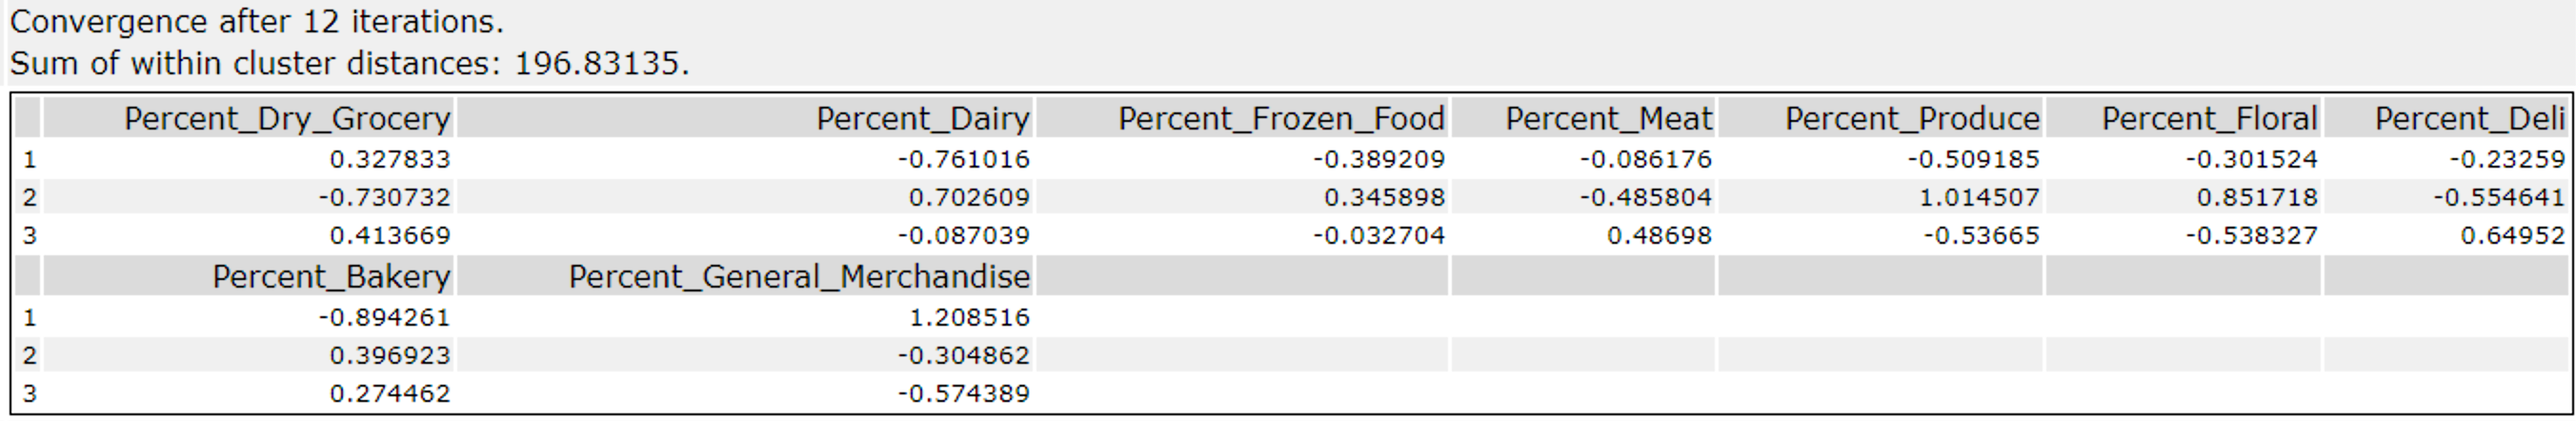 Convergence after 12 iterations.
Sum of within cluster distances: 196.83135.
Percent_Dry_Grocery Percent_Dairy Percent_Frozen_Food Percent_Meat Percent_Produce Percent_Floral Percent_Deli
1 0.327833 -0.761016 -0.389209 -0.086176 -0.509185 -0.301524 -0.23259
2 -0.730732 0.702609 0.345898 -0.485804 1.014507 0.851718 -0.554641
3 0.413669 -0.087039 -0.032704 0.48698 -0.53665 -0.538327 0.64952
Percent_Bakery Percent_General_Merchandise
1 -0.894261 1.208516
2 0.396923 -0.304862
3 0.274462 -0.574389